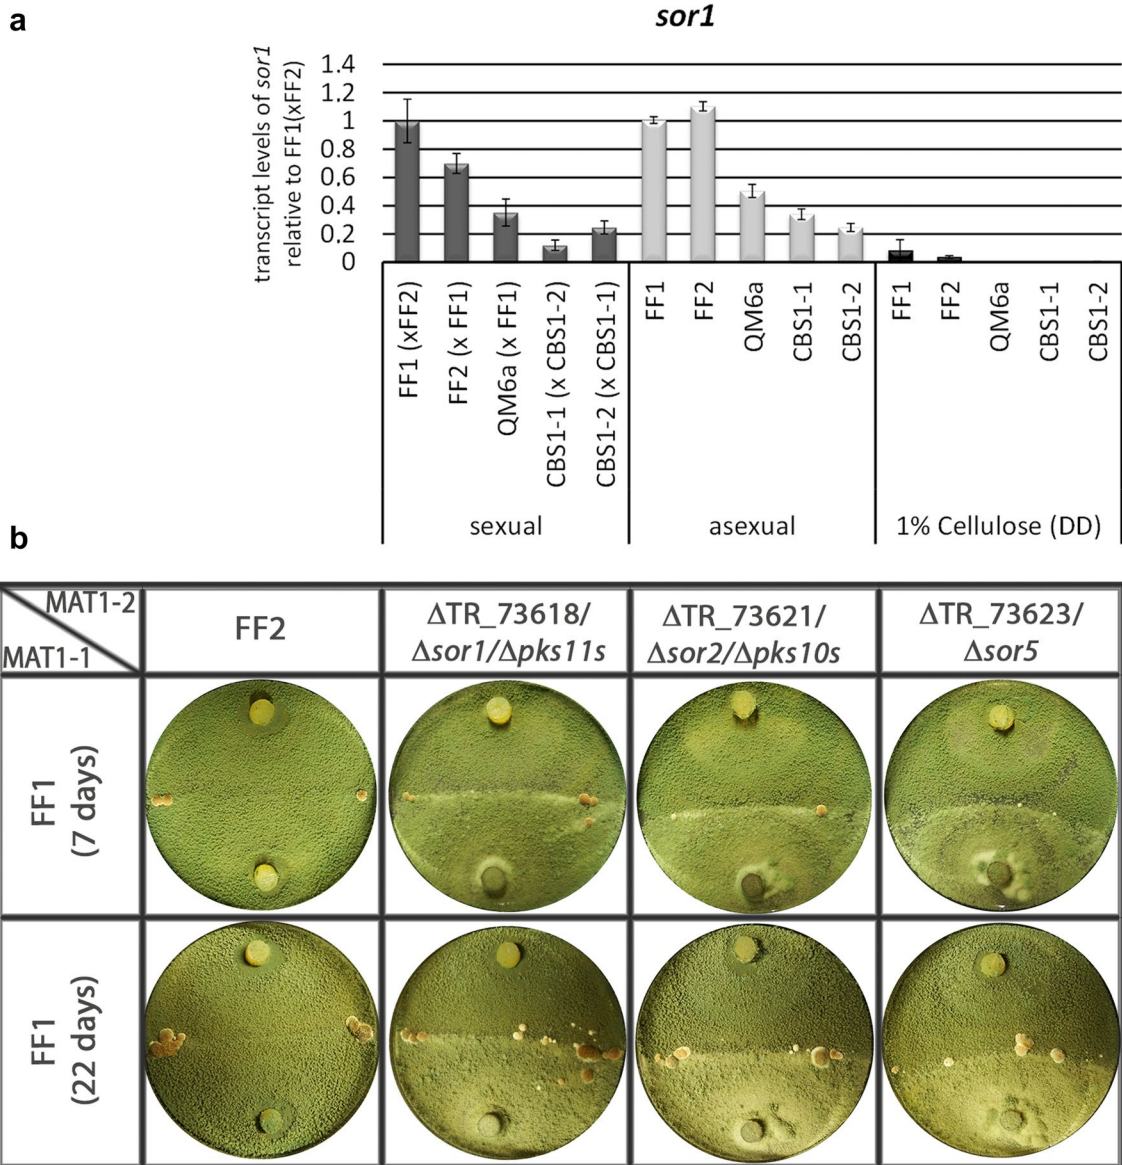 a
sor1
transcript levels of sor1
relative to FF1(xFF2)
1.4
1.2
1
0.8
0.6
0.4
0.2
0
FF1 (xFF2)
FF2 (x FF1)
QM6a (x FF1)
CBS1-1 (x CBS1-2)
CBS1-2 (x CBS1-1)
FF1
FF2
QM6a
CBS1-1
CBS1-2
FF1
FF2
QM6a
CBS1-1
CBS1-2
sexual
asexual
1% Cellulose (DD)
b
MAT1-2
MAT1-1
FF2
ΔTR_73618/
Δsor1/Δpks11s
ΔTR_73621/
Δsor2/Δpks10s
ΔTR_73623/
Δsor5
FF1
(7 days)
FF1
(22 days)